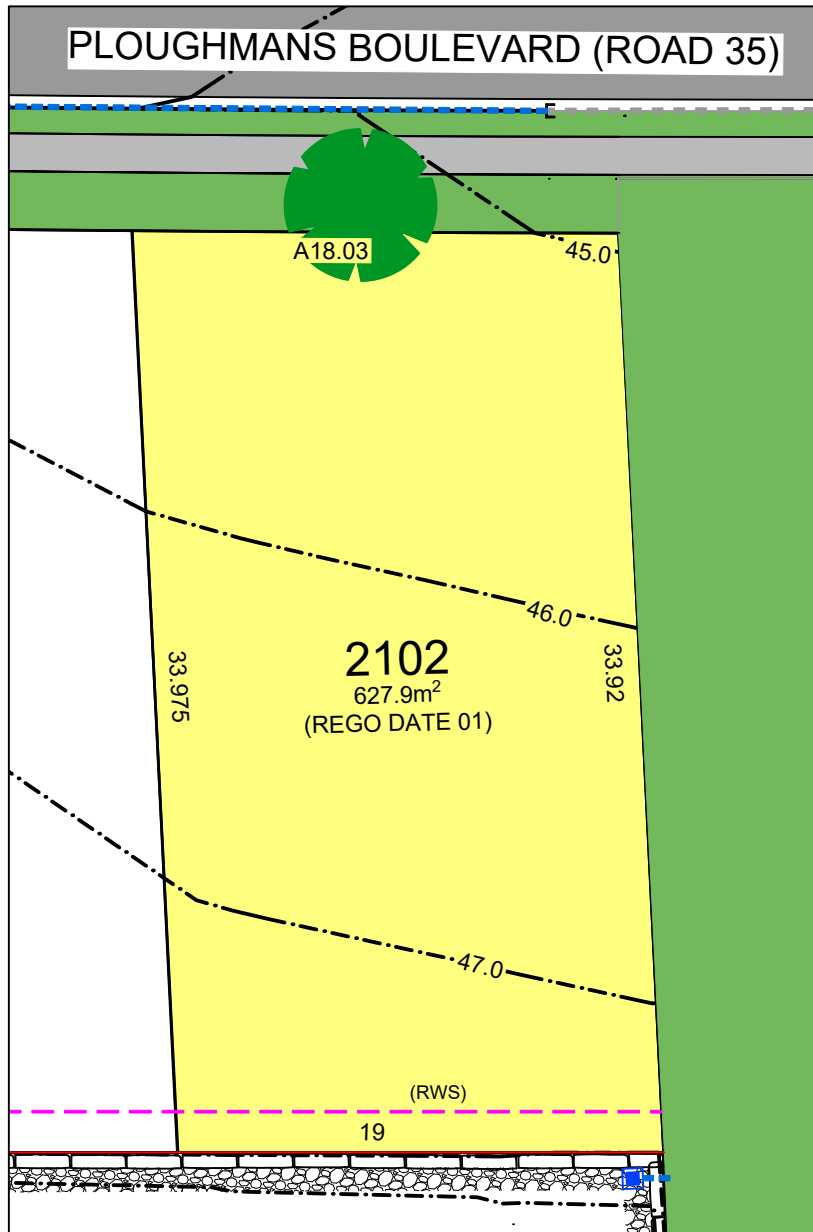 PLOUGHMANS BOULEVARD (ROAD 35)
A18.03
45.0
46.0
33.975
2102
627.9m²
(REGO DATE 01)
33.92
47.0
(RWS)
19